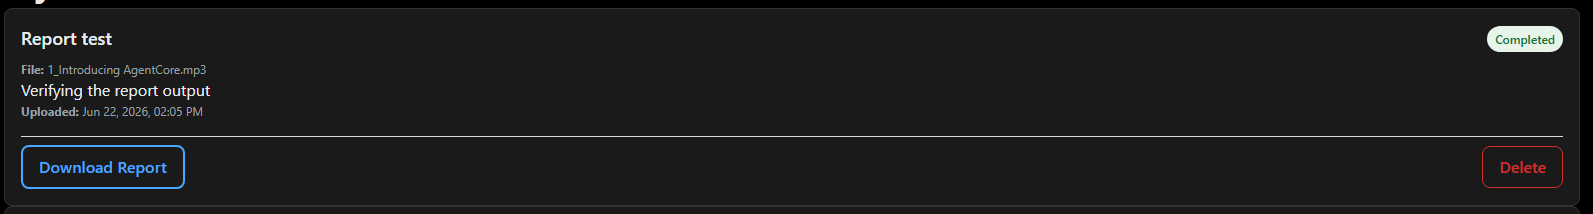 Report test
Completed
File: 1_Introducing AgentCore.mp3
Verifying the report output
Uploaded: Jun 22, 2026, 02:05 PM
Download Report
Delete